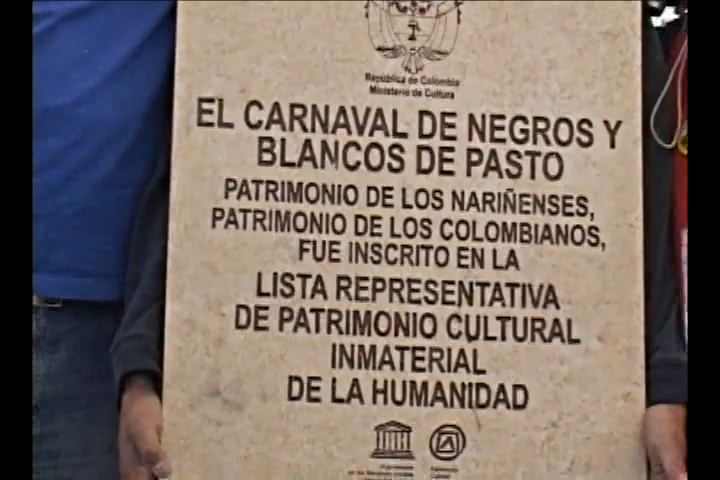 República de Colombia
Ministerio de Cultura
EL CARNAVAL DE NEGROS Y
BLANCOS DE PASTO
PATRIMONIO DE LOS NARIÑENSES,
PATRIMONIO DE LOS COLOMBIANOS,
FUE INSCRITO EN LA
LISTA REPRESENTATIVA
DE PATRIMONIO CULTURAL
INMATERIAL
DE LA HUMANIDAD